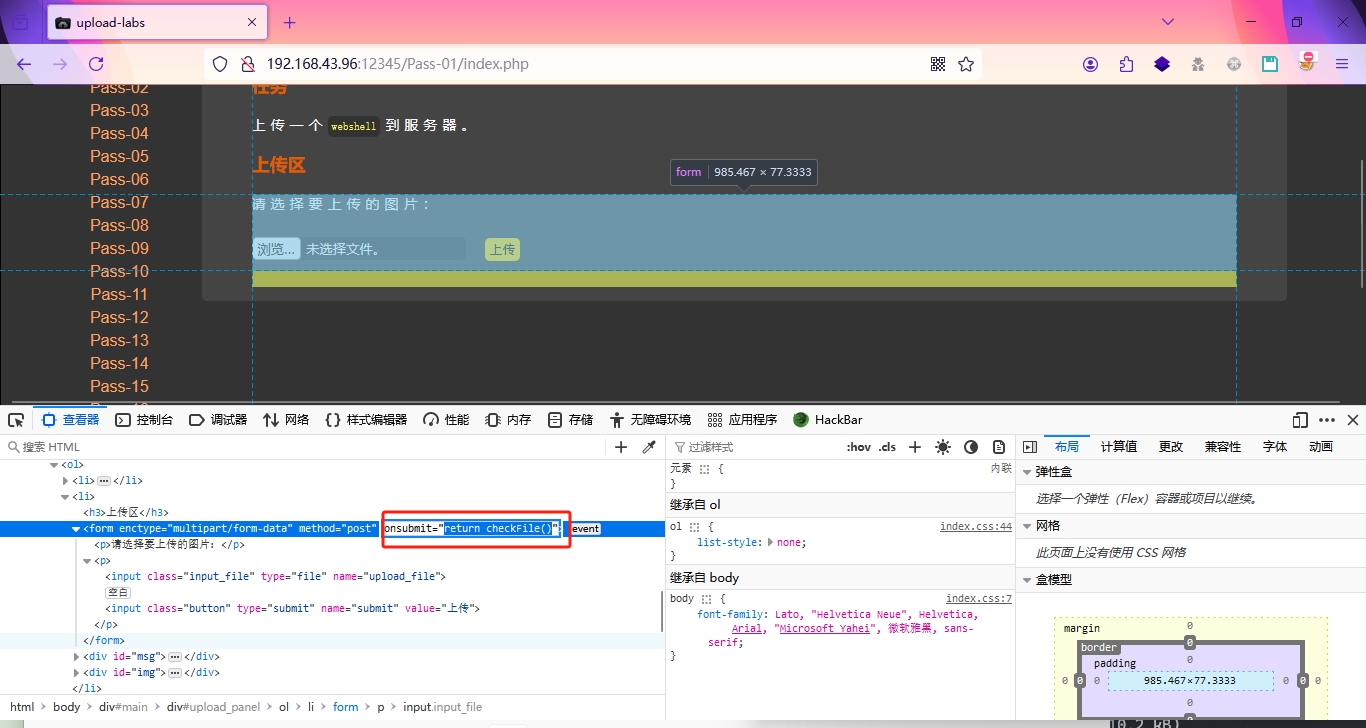 upload-labs
192.168.43.96:12345/Pass-01/index.php
Pass-02
Pass-03
Pass-04
Pass-05
Pass-06
Pass-07
Pass-08
Pass-09
Pass-10
Pass-11
Pass-12
Pass-13
Pass-14
Pass-15
任务
上传一个 webshell 到服务器。
上传区
form 985.467 × 77.3333
请选择要上传的图片：
浏览... 未选择文件。 上传
查看器 控制台 调试器 网络 {} 样式编辑器 性能 内存 存储 无障碍环境 应用程序 HackBar
搜索 HTML
<ol>
<li> ··· </li>
<li>
<h3>上传区</h3>
<form enctype="multipart/form-data" method="post" onsubmit="return checkFile()"> event
<p>请选择要上传的图片：</p>
<p>
<input class="input_file" type="file" name="upload_file">
空白
<input class="button" type="submit" name="submit" value="上传">
</p>
</form>
<div id="msg"> ··· </div>
<div id="img"> ··· </div>
</li>
html > body > div#main > div#upload_panel > ol > li > form > p > input.input_file
过滤样式 :hov .cls
元素 { 内联
}
继承自 ol
ol { index.css:44
list-style: none;
}
继承自 body
body { index.css:7
font-family: Lato, "Helvetica Neue", Helvetica,
Arial, "Microsoft Yahei", 微软雅黑, sans-
serif;
}
布局 计算值 更改 兼容性 字体 动画
弹性盒
选择一个弹性（Flex）容器或项目以继续。
网格
此页面上没有使用 CSS 网格
盒模型
margin 0
border 0
padding 0
0 0 0 985.467×77.3333 0 0 0
0
0